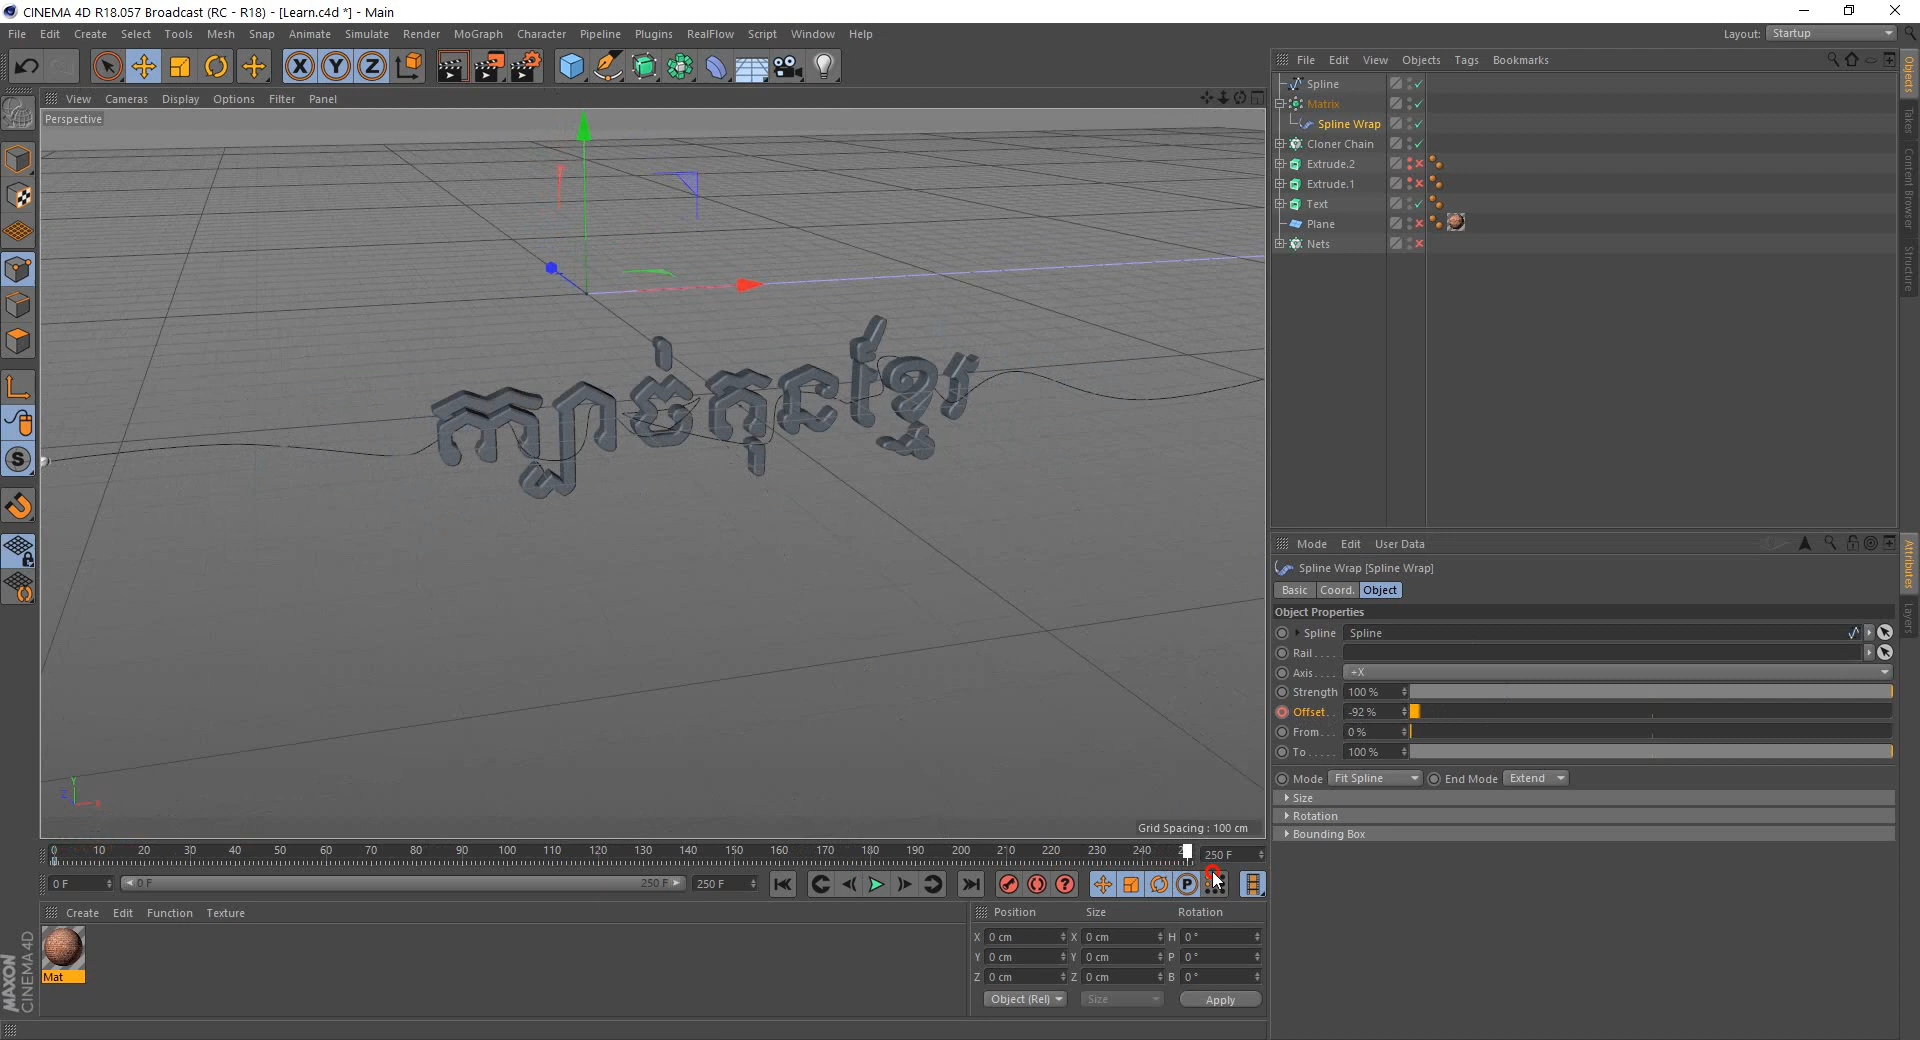 CINEMA 4D R18.057 Broadcast (RC - R18) - [Learn.c4d *] - Main
File Edit Create Select Tools Mesh Snap Animate Simulate Render MoGraph Character Pipeline Plugins RealFlow Script Window Help
Layout: Startup
View Cameras Display Options Filter Panel
Perspective
File Edit View Objects Tags Bookmarks
Spline
Matrix
Spline Wrap
Cloner Chain
Extrude.2
Extrude.1
Text
Plane
Nets
Objects
Takes
Content Browser
Structure
ក្បាច់គុនខ្មែរ
Grid Spacing : 100 cm
Mode Edit User Data
Spline Wrap [Spline Wrap]
Basic Coord. Object
Object Properties
Spline Spline
Rail . . . .
Axis. . . . +X
Strength 100 %
Offset. . -92 %
From. . . 0 %
To . . . . . 100 %
Mode Fit Spline End Mode Extend
Size
Rotation
Bounding Box
Attributes
Layers
0 10 20 30 40 50 60 70 80 90 100 110 120 130 140 150 160 170 180 190 200 210 220 230 240
250 F
0 F 0 F 250 F 250 F
Create Edit Function Texture
Mat
Position Size Rotation
X 0 cm X 0 cm H 0 °
Y 0 cm Y 0 cm P 0 °
Z 0 cm Z 0 cm B 0 °
Object (Rel) Size Apply
MAXON
CINEMA 4D